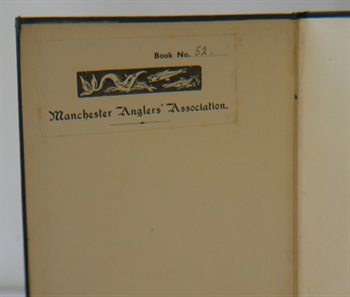 Book No. 52.
Manchester Anglers' Association.